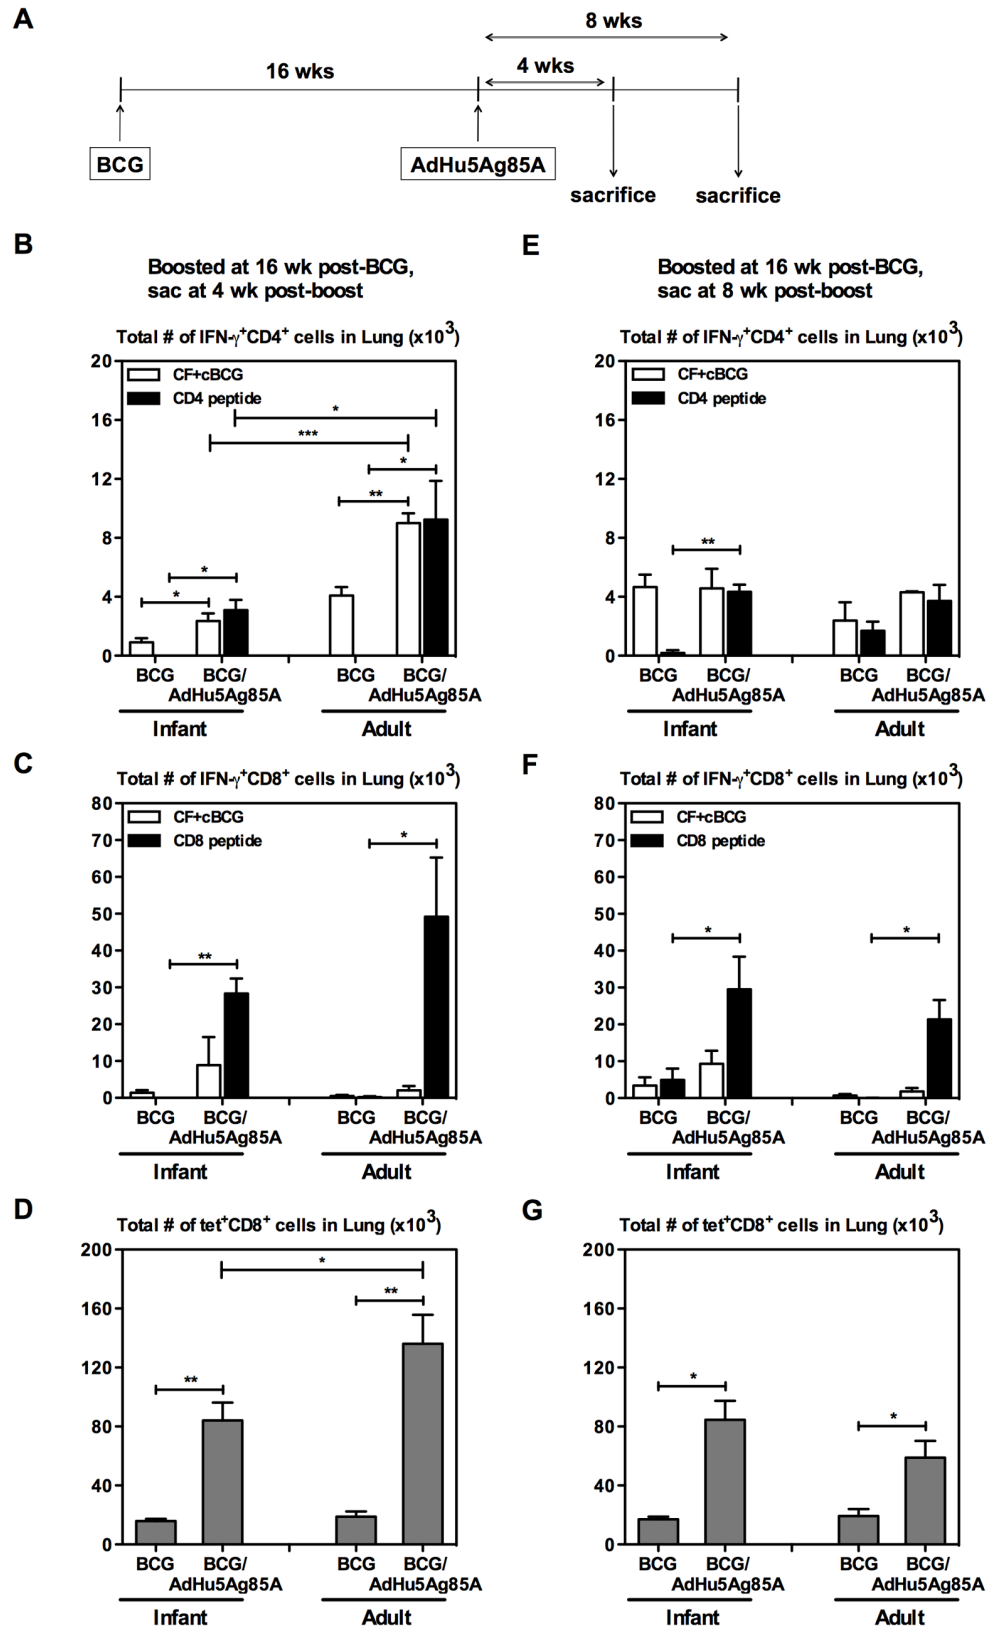 A
8 wks
16 wks
4 wks
BCG
AdHu5Ag85A
sacrifice
sacrifice
B
Boosted at 16 wk post-BCG,
sac at 4 wk post-boost
Total # of IFN-γ⁺CD4⁺ cells in Lung (x10³)
20
16
12
8
4
0
CF+cBCG
CD4 peptide
*
***
*
**
*
*
BCG
BCG/
AdHu5Ag85A
BCG
BCG/
AdHu5Ag85A
Infant
Adult
E
Boosted at 16 wk post-BCG,
sac at 8 wk post-boost
Total # of IFN-γ⁺CD4⁺ cells in Lung (x10³)
20
16
12
8
4
0
CF+cBCG
CD4 peptide
**
BCG
BCG/
AdHu5Ag85A
BCG
BCG/
AdHu5Ag85A
Infant
Adult
C
Total # of IFN-γ⁺CD8⁺ cells in Lung (x10³)
80
70
60
50
40
30
20
10
0
CF+cBCG
CD8 peptide
*
**
BCG
BCG/
AdHu5Ag85A
BCG
BCG/
AdHu5Ag85A
Infant
Adult
F
Total # of IFN-γ⁺CD8⁺ cells in Lung (x10³)
80
70
60
50
40
30
20
10
0
CF+cBCG
CD8 peptide
*
*
BCG
BCG/
AdHu5Ag85A
BCG
BCG/
AdHu5Ag85A
Infant
Adult
D
Total # of tet⁺CD8⁺ cells in Lung (x10³)
200
160
120
80
40
0
*
**
**
BCG
BCG/
AdHu5Ag85A
BCG
BCG/
AdHu5Ag85A
Infant
Adult
G
Total # of tet⁺CD8⁺ cells in Lung (x10³)
200
160
120
80
40
0
*
*
BCG
BCG/
AdHu5Ag85A
BCG
BCG/
AdHu5Ag85A
Infant
Adult